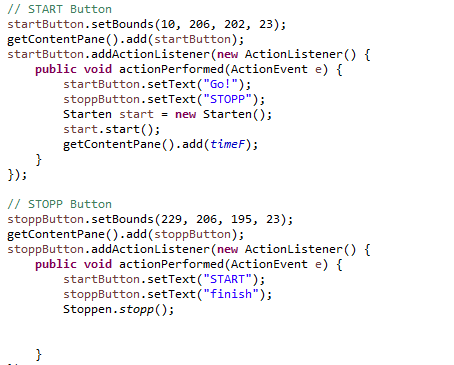 // START Button
startButton.setBounds(10, 206, 202, 23);
getContentPane().add(startButton);
startButton.addActionListener(new ActionListener() {
    public void actionPerformed(ActionEvent e) {
        startButton.setText("Go!");
        stoppButton.setText("STOPP");
        Starten start = new Starten();
        start.start();
        getContentPane().add(timeF);
    }
});

// STOPP Button
stoppButton.setBounds(229, 206, 195, 23);
getContentPane().add(stoppButton);
stoppButton.addActionListener(new ActionListener() {
    public void actionPerformed(ActionEvent e) {
        startButton.setText("START");
        stoppButton.setText("finish");
        Stoppen.stopp();


    }